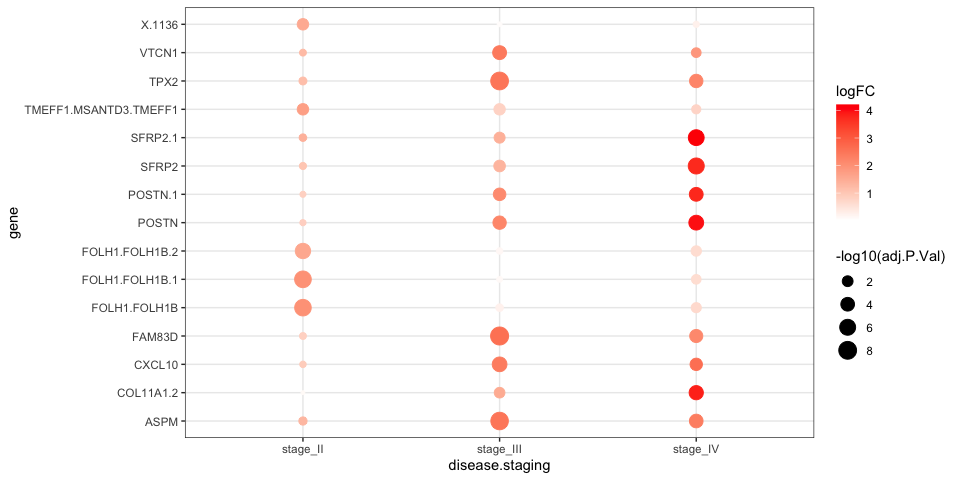 X.1136
VTCN1
TPX2
TMEFF1.MSANTD3.TMEFF1
SFRP2.1
SFRP2
POSTN.1
POSTN
FOLH1.FOLH1B.2
FOLH1.FOLH1B.1
FOLH1.FOLH1B
FAM83D
CXCL10
COL11A1.2
ASPM
gene
stage_II
stage_III
stage_IV
disease.staging
logFC
4
3
2
1
-log10(adj.P.Val)
2
4
6
8